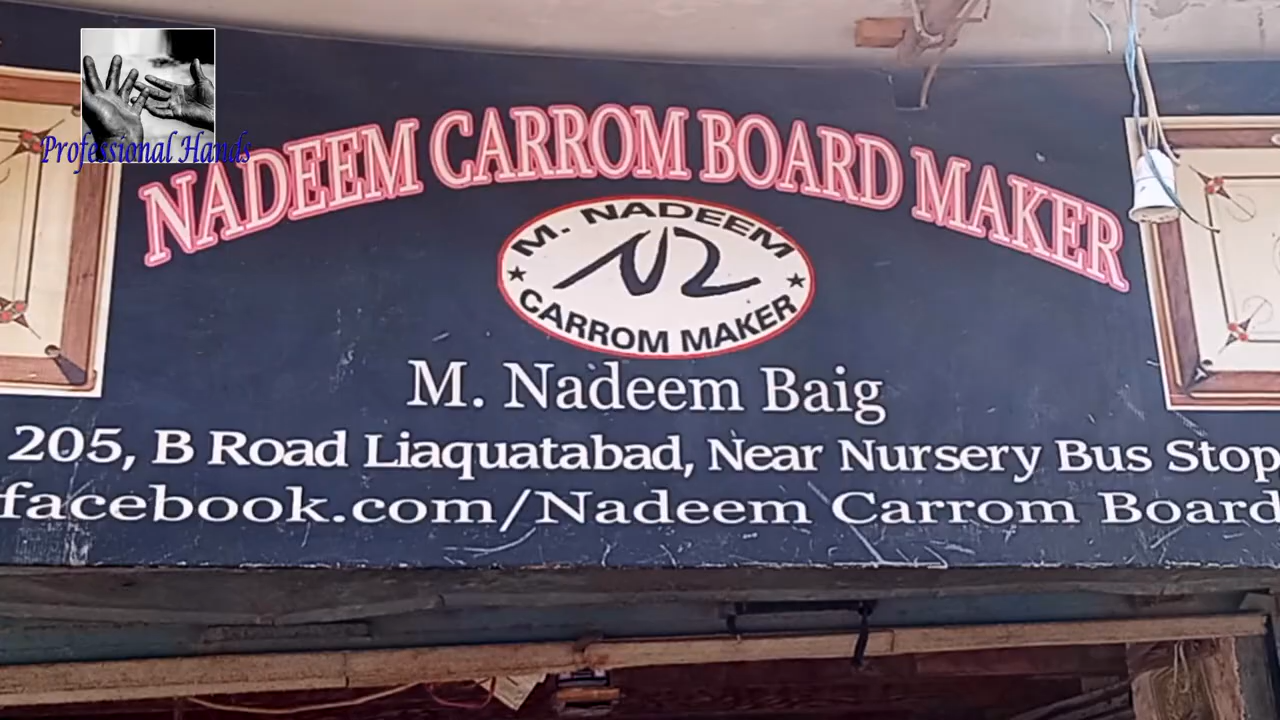 Professional Hands
NADEEM CARROM BOARD MAKER
M. NADEEM
NZ
CARROM MAKER
M. Nadeem Baig
205, B Road Liaquatabad, Near Nursery Bus Stop
facebook.com/Nadeem Carrom Board